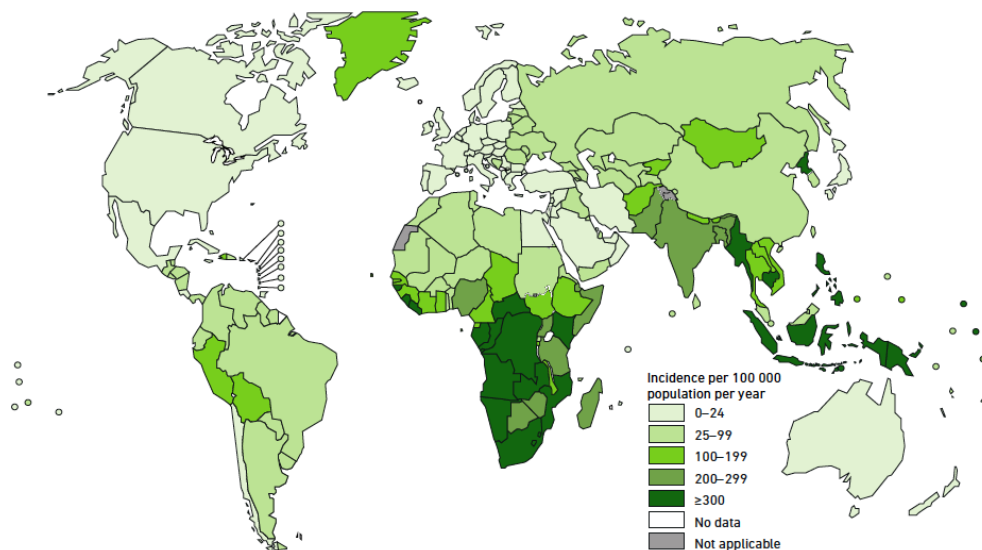 Incidence per 100 000
population per year
0–24
25–99
100–199
200–299
≥300
No data
Not applicable